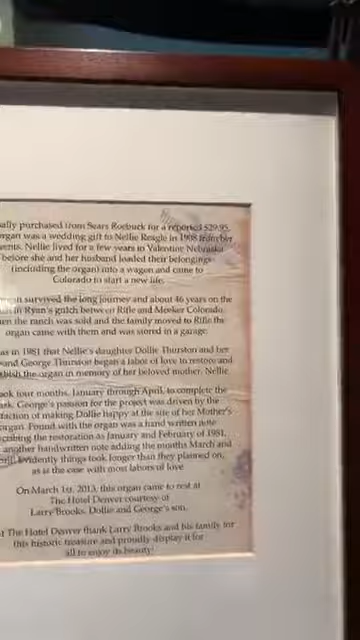 ally purchased from Sears Roebuck for a reported $29.95.
rgan was a wedding gift to Nellie Reagle in 1908 from her
ents. Nellie lived for a few years in Valentine Nebraska
before she and her husband loaded their belongings
(including the organ) into a wagon and came to
Colorado to start a new life.
an survived the long journey and about 46 years on the
in Ryan's gulch between Rifle and Meeker Colorado.
en the ranch was sold and the family moved to Rifle the
organ came with them and was stored in a garage.
as in 1981 that Nellie's daughter Dollie Thurston and her
and George Thurston began a labor of love to restore and
bish the organ in memory of her beloved mother, Nellie.
ook four months, January through April, to complete the
ask. George's passion for the project was driven by the
faction of making Dollie happy at the site of her Mother's
organ. Found with the organ was a hand written note
cribing the restoration as January and February of 1981,
another handwritten note adding the months March and
Evidently things took longer than they planned on,
as is the case with most labors of love
On March 1st, 2013, this organ came to rest at
The Hotel Denver courtesy of
Larry Brooks, Dollie and George's son.
t The Hotel Denver thank Larry Brooks and his family for
this historic treasure and proudly display it for
all to enjoy its beauty!